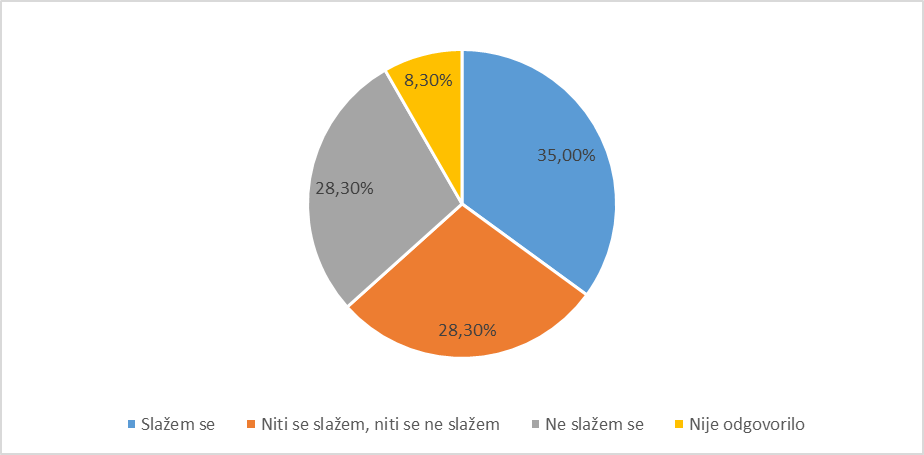 8,30%
35,00%
28,30%
28,30%
Slažem se
Niti se slažem, niti se ne slažem
Ne slažem se
Nije odgovorilo